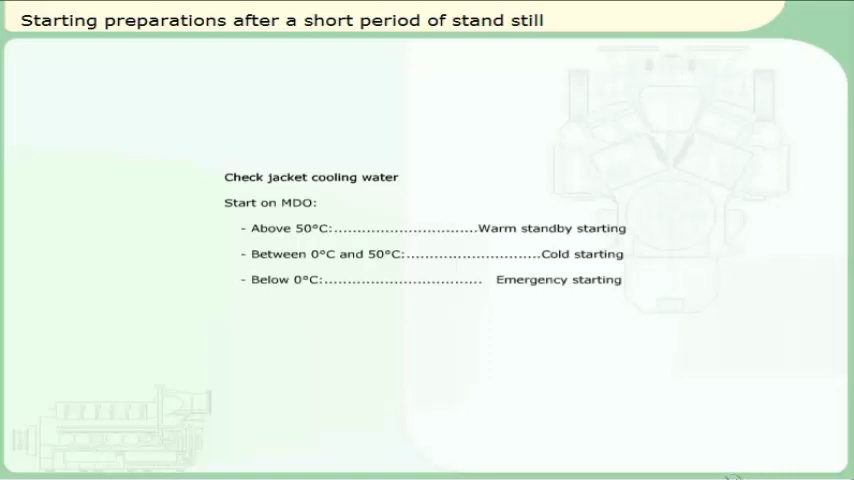 Starting preparations after a short period of stand still
Check jacket cooling water
Start on MDO:
- Above 50°C:...............................Warm standby starting
- Between 0°C and 50°C:.............................Cold starting
- Below 0°C:.................................. Emergency starting